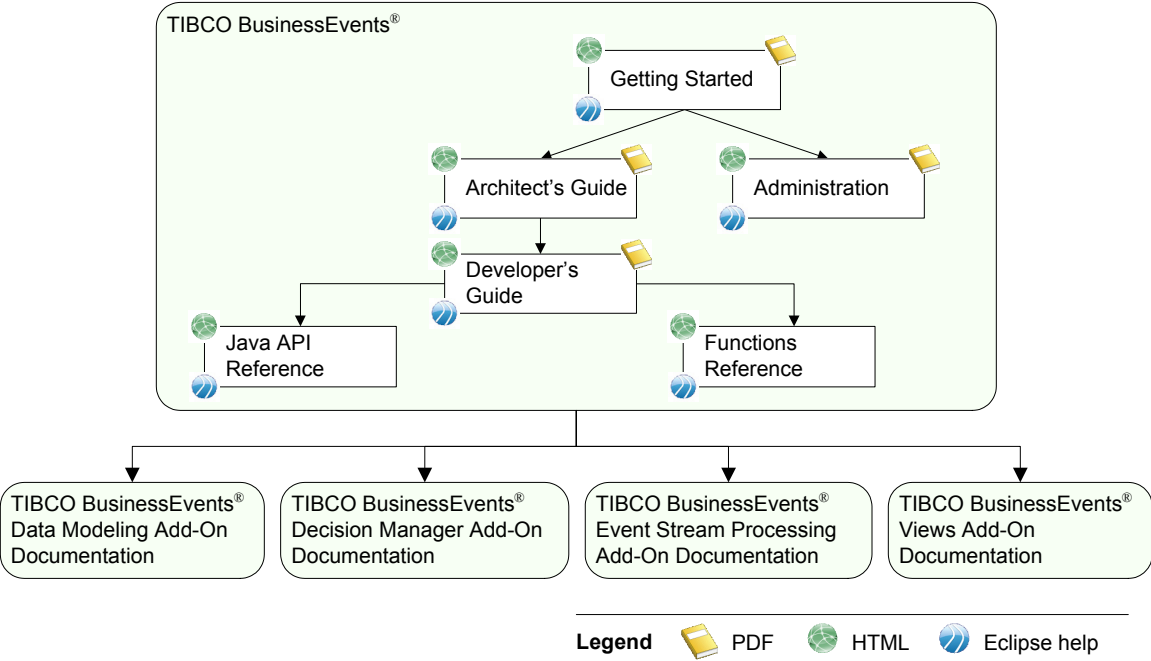 TIBCO BusinessEvents®
Getting Started
Architect's Guide
Administration
Developer's
Guide
Java API
Reference
Functions
Reference
TIBCO BusinessEvents®
Data Modeling Add-On
Documentation
TIBCO BusinessEvents®
Decision Manager Add-On
Documentation
TIBCO BusinessEvents®
Event Stream Processing
Add-On Documentation
TIBCO BusinessEvents®
Views Add-On
Documentation
Legend PDF HTML Eclipse help